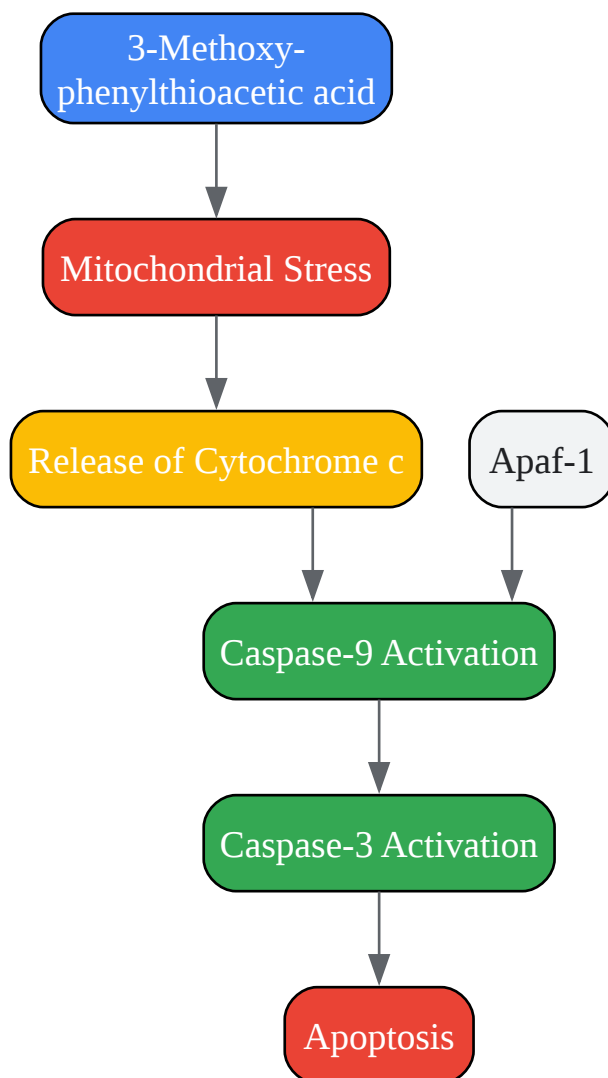 3-Methoxy-
phenylthioacetic acid
Mitochondrial Stress
Release of Cytochrome c
Apaf-1
Caspase-9 Activation
Caspase-3 Activation
Apoptosis